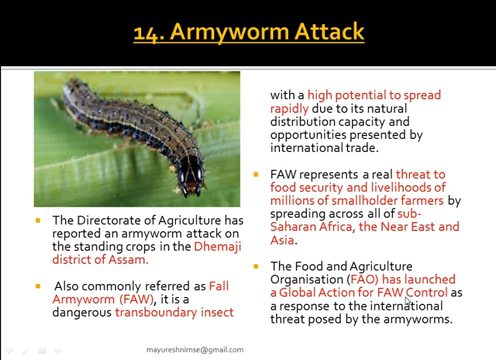 14. Armyworm Attack
The Directorate of Agriculture has
reported an armyworm attack on
the standing crops in the Dhemaji
district of Assam.
Also commonly referred as Fall
Armyworm (FAW), it is a
dangerous transboundary insect
with a high potential to spread
rapidly due to its natural
distribution capacity and
opportunities presented by
international trade.
FAW represents a real threat to
food security and livelihoods of
millions of smallholder farmers by
spreading across all of sub-
Saharan Africa, the Near East and
Asia.
The Food and Agriculture
Organisation (FAO) has launched
a Global Action for FAW Control as
a response to the international
threat posed by the armyworms.
mayureshnimse@gmail.com